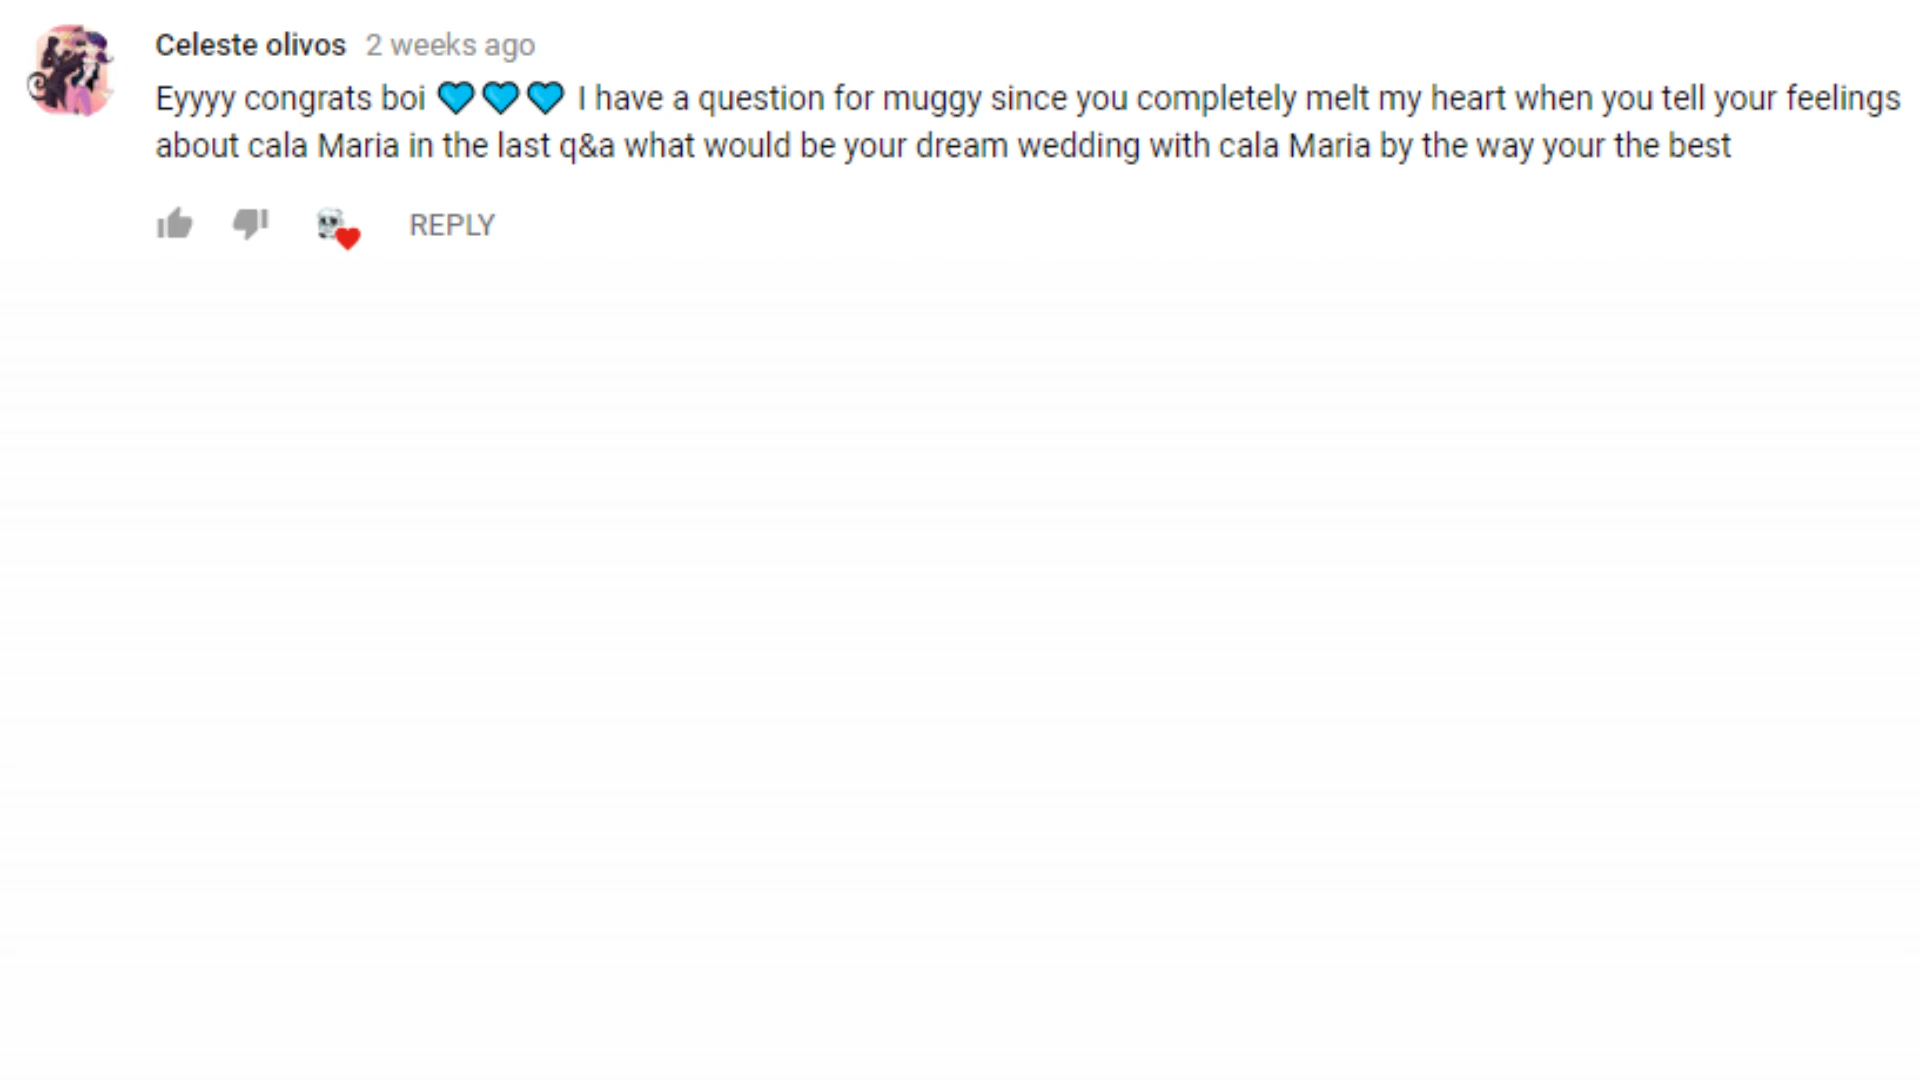 Celeste olivos 2 weeks ago
Eyyyy congrats boi 💙💙💙 I have a question for muggy since you completely melt my heart when you tell your feelings
about cala Maria in the last q&a what would be your dream wedding with cala Maria by the way your the best
REPLY